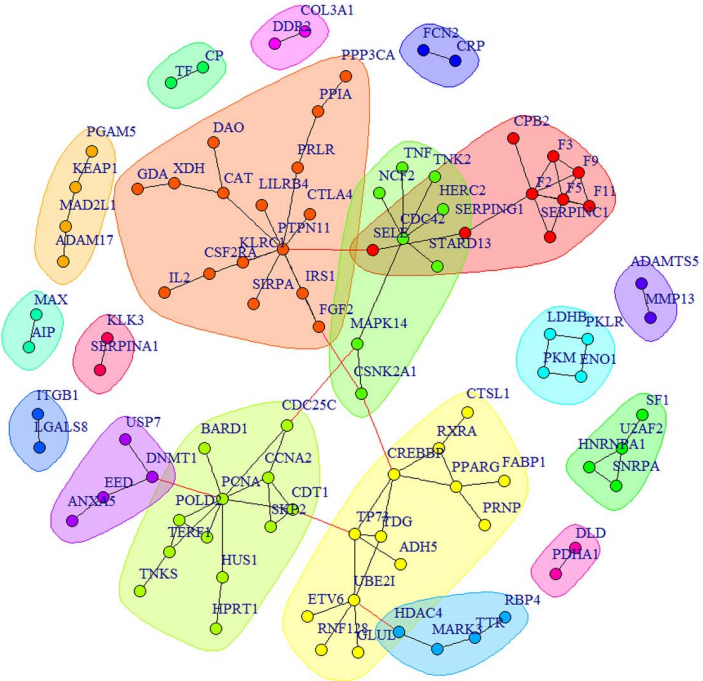 COL3A1
DDR2
CP
TF
FCN2
CRP
PPP3CA
PPIA
DAO
PRLR
GDA
XDH
CAT
LILRB4
CTLA4
PTPN11
KLRC1
CSF2RA
IL2
SIRPA
IRS1
FGF2
PGAM5
KEAP1
MAD2L1
ADAM17
TNF
TNK2
NCF2
HERC2
CDC42
SELE
STARD13
SERPING1
MAPK14
CSNK2A1
CPB2
F3
F9
F2
F5
F11
SERPINC1
ADAMTS5
MMP13
MAX
AIP
KLK3
SERPINA1
LDHB
PKLR
PKM
ENO1
ITGB1
LGALS8
USP7
DNMT1
EED
ANXA5
BARD1
CDC25C
CCNA2
PCNA
CDT1
POLD2
SKP2
TERF1
TNKS
HUS1
HPRT1
CTSL1
RXRA
CREBBP
PPARG
FABP1
PRNP
TP73
TDG
ADH5
UBE2I
ETV6
RNF128
GLUL
HDAC4
MARK3
TTR
RBP4
SF1
U2AF2
HNRNPA1
SNRPA
DLD
PDHA1